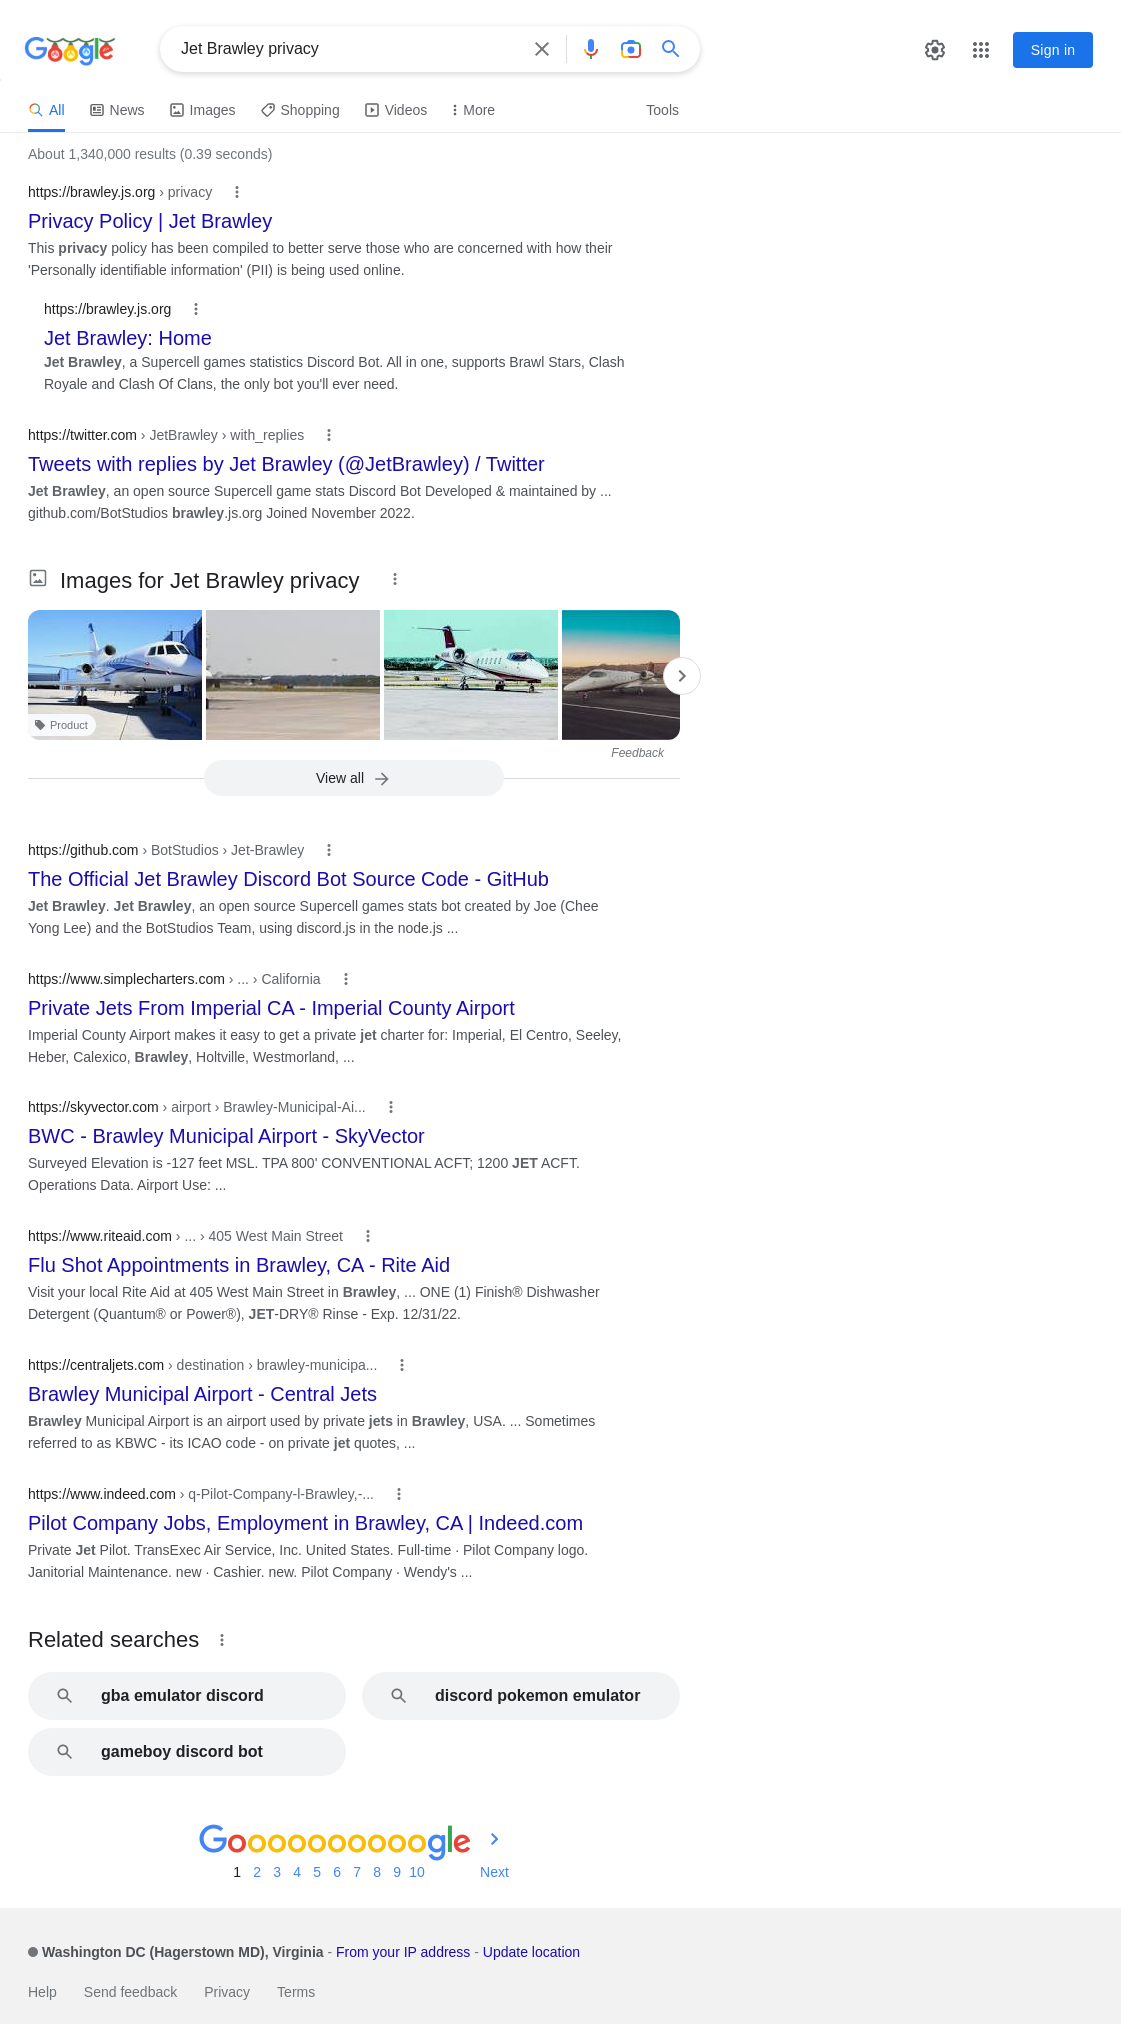 Google
Jet Brawley privacy
Sign in
All
News
Images
Shopping
Videos
More
Tools
About 1,340,000 results (0.39 seconds)
https://brawley.js.org › privacy
Privacy Policy | Jet Brawley
This privacy policy has been compiled to better serve those who are concerned with how their
'Personally identifiable information' (PII) is being used online.
https://brawley.js.org
Jet Brawley: Home
Jet Brawley, a Supercell games statistics Discord Bot. All in one, supports Brawl Stars, Clash
Royale and Clash Of Clans, the only bot you'll ever need.
https://twitter.com › JetBrawley › with_replies
Tweets with replies by Jet Brawley (@JetBrawley) / Twitter
Jet Brawley, an open source Supercell game stats Discord Bot Developed & maintained by ...
github.com/BotStudios brawley.js.org Joined November 2022.
Images for Jet Brawley privacy
Product
Feedback
View all
https://github.com › BotStudios › Jet-Brawley
The Official Jet Brawley Discord Bot Source Code - GitHub
Jet Brawley. Jet Brawley, an open source Supercell games stats bot created by Joe (Chee
Yong Lee) and the BotStudios Team, using discord.js in the node.js ...
https://www.simplecharters.com › ... › California
Private Jets From Imperial CA - Imperial County Airport
Imperial County Airport makes it easy to get a private jet charter for: Imperial, El Centro, Seeley,
Heber, Calexico, Brawley, Holtville, Westmorland, ...
https://skyvector.com › airport › Brawley-Municipal-Ai...
BWC - Brawley Municipal Airport - SkyVector
Surveyed Elevation is -127 feet MSL. TPA 800' CONVENTIONAL ACFT; 1200 JET ACFT.
Operations Data. Airport Use: ...
https://www.riteaid.com › ... › 405 West Main Street
Flu Shot Appointments in Brawley, CA - Rite Aid
Visit your local Rite Aid at 405 West Main Street in Brawley, ... ONE (1) Finish® Dishwasher
Detergent (Quantum® or Power®), JET-DRY® Rinse - Exp. 12/31/22.
https://centraljets.com › destination › brawley-municipa...
Brawley Municipal Airport - Central Jets
Brawley Municipal Airport is an airport used by private jets in Brawley, USA. ... Sometimes
referred to as KBWC - its ICAO code - on private jet quotes, ...
https://www.indeed.com › q-Pilot-Company-l-Brawley,-...
Pilot Company Jobs, Employment in Brawley, CA | Indeed.com
Private Jet Pilot. TransExec Air Service, Inc. United States. Full-time · Pilot Company logo.
Janitorial Maintenance. new · Cashier. new. Pilot Company · Wendy's ...
Related searches
gba emulator discord
discord pokemon emulator
gameboy discord bot
Goooooooooogle
1 2 3 4 5 6 7 8 9 10 Next
Washington DC (Hagerstown MD), Virginia - From your IP address - Update location
Help Send feedback Privacy Terms